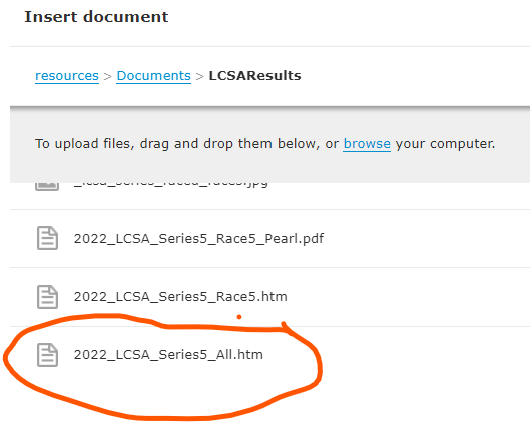 Insert document
resources > Documents > LCSAResults
To upload files, drag and drop them below, or browse your computer.
2022_LCSA_Series5_Race5_Pearl.pdf
2022_LCSA_Series5_Race5.htm
2022_LCSA_Series5_All.htm